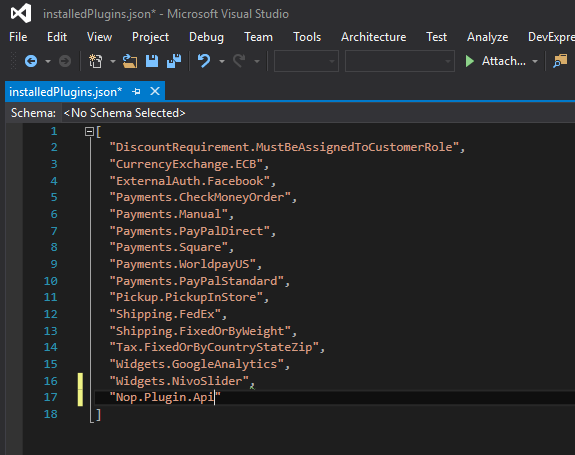 installedPlugins.json* - Microsoft Visual Studio
File Edit View Project Debug Team Tools Architecture Test Analyze DevExpre
Attach...
installedPlugins.json*
Schema: <No Schema Selected>
1 [
2 "DiscountRequirement.MustBeAssignedToCustomerRole",
3 "CurrencyExchange.ECB",
4 "ExternalAuth.Facebook",
5 "Payments.CheckMoneyOrder",
6 "Payments.Manual",
7 "Payments.PayPalDirect",
8 "Payments.Square",
9 "Payments.WorldpayUS",
10 "Payments.PayPalStandard",
11 "Pickup.PickupInStore",
12 "Shipping.FedEx",
13 "Shipping.FixedOrByWeight",
14 "Tax.FixedOrByCountryStateZip",
15 "Widgets.GoogleAnalytics",
16 "Widgets.NivoSlider",
17 "Nop.Plugin.Api"
18 ]